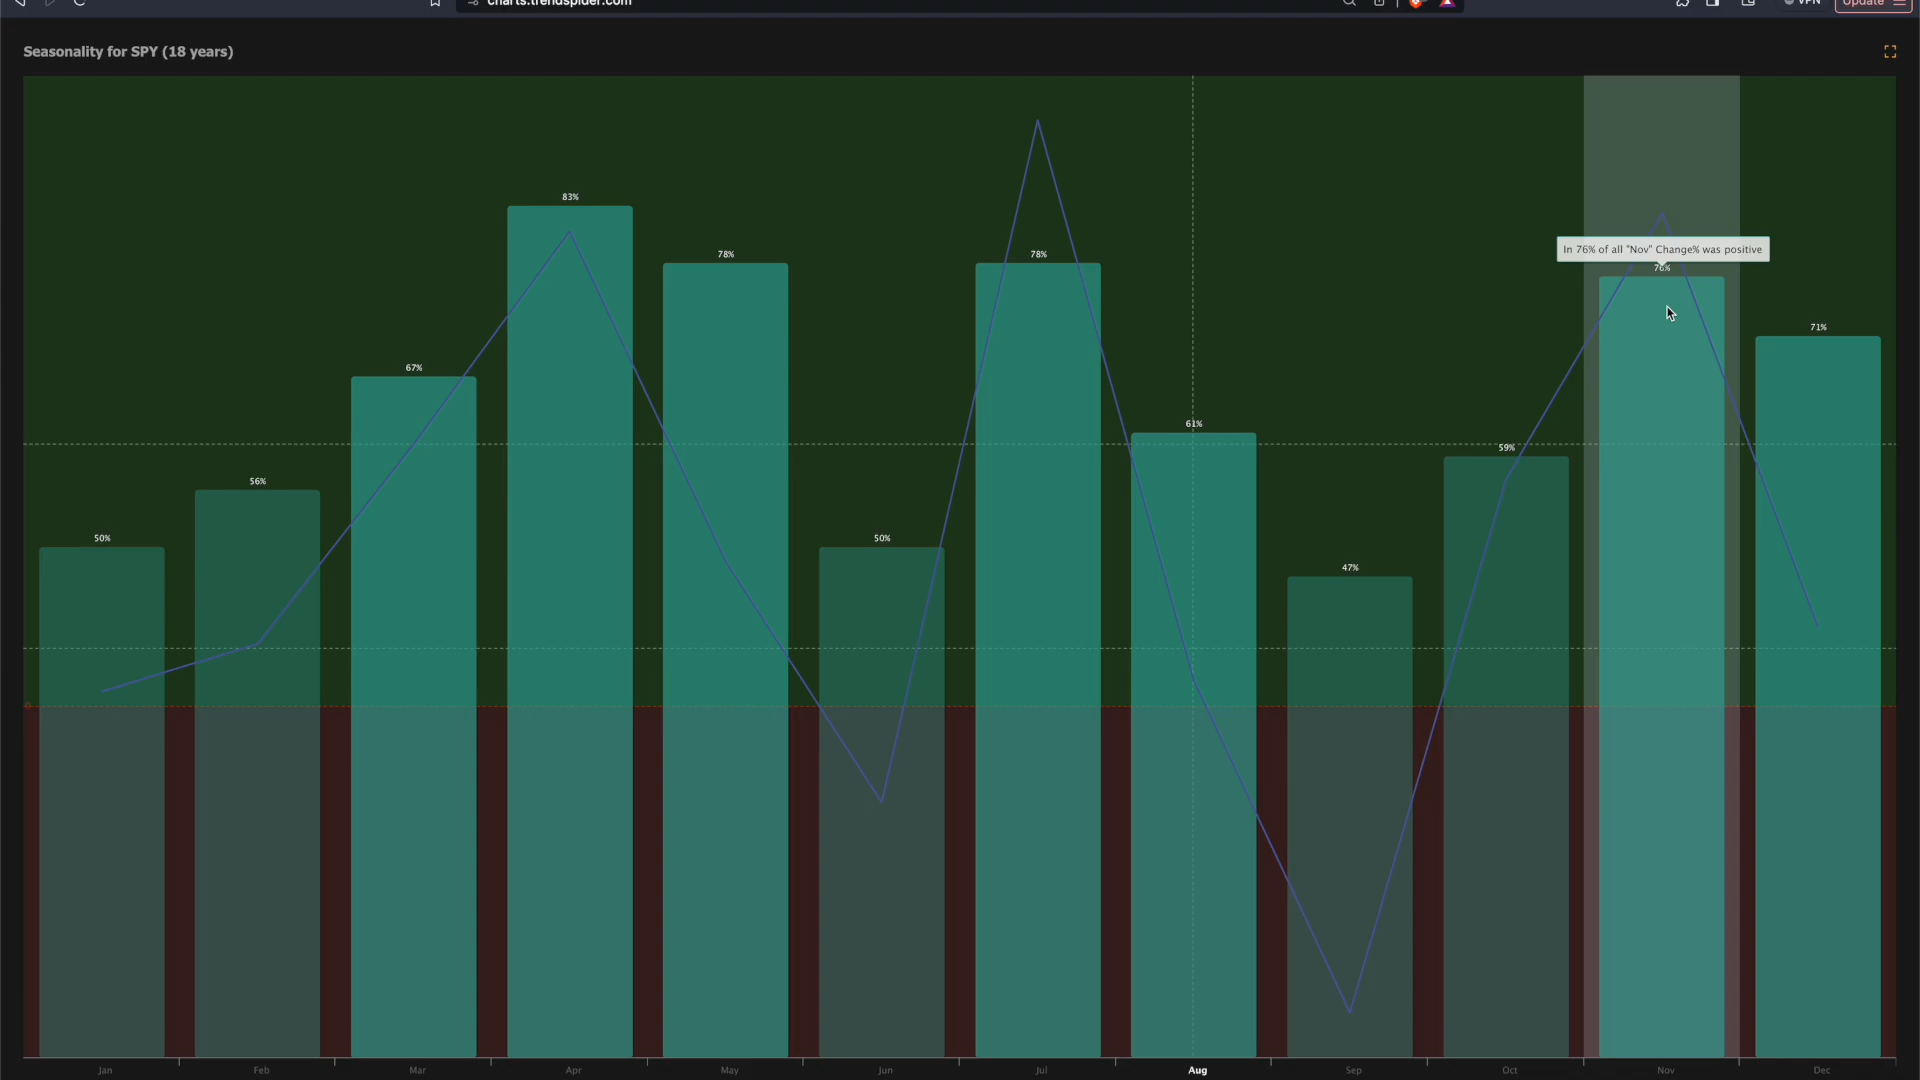 charts.trendspider.com
VPN
Update
Seasonality for SPY (18 years)
83%
78%
78%
In 76% of all "Nov" Change% was positive
76%
71%
67%
61%
59%
56%
50%
50%
47%
Jan Feb Mar Apr May Jun Jul Aug Sep Oct Nov Dec